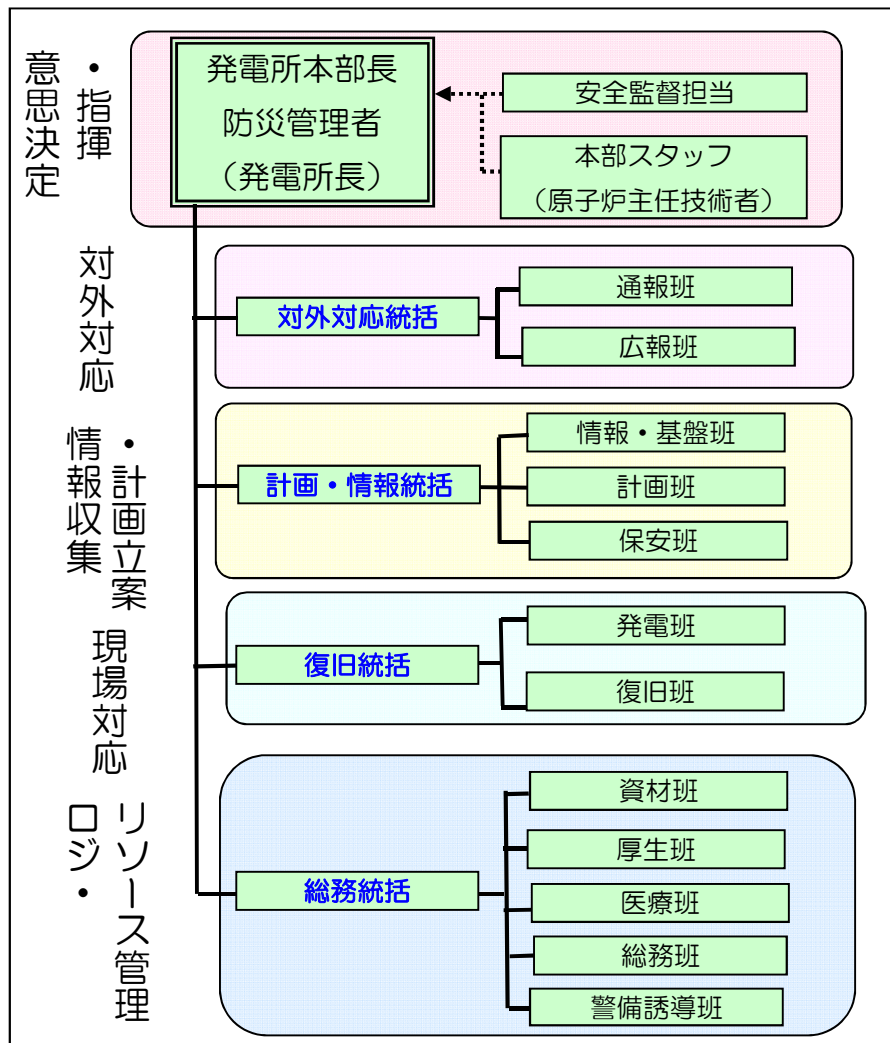 意思決定
・指揮
発電所本部長
防災管理者
（発電所長）
安全監督担当
本部スタッフ
（原子炉主任技術者）
対外対応
対外対応統括
通報班
広報班
情報収集
・計画立案
計画・情報統括
情報・基盤班
計画班
保安班
現場対応
復旧統括
発電班
復旧班
ロジ・
リソース管理
総務統括
資材班
厚生班
医療班
総務班
警備誘導班